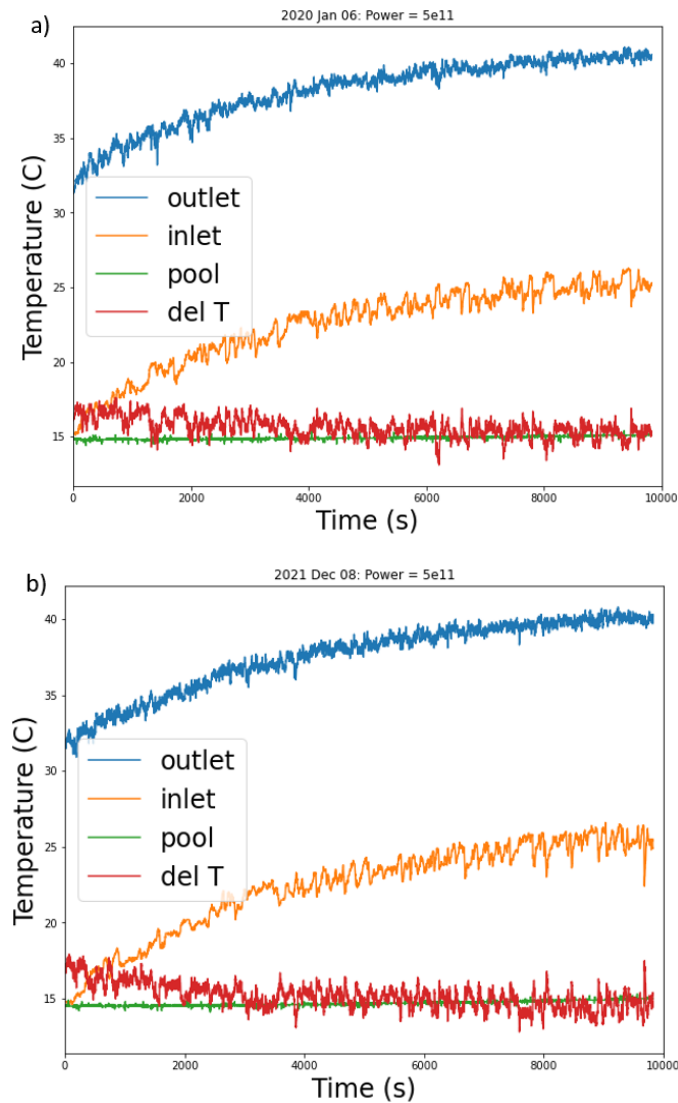 a)
2020 Jan 06: Power = 5e11
Temperature (C)
40
35
30
25
20
15
outlet
inlet
pool
del T
0 2000 4000 6000 8000 10000
Time (s)
b)
2021 Dec 08: Power = 5e11
Temperature (C)
40
35
30
25
20
15
outlet
inlet
pool
del T
0 2000 4000 6000 8000 10000
Time (s)